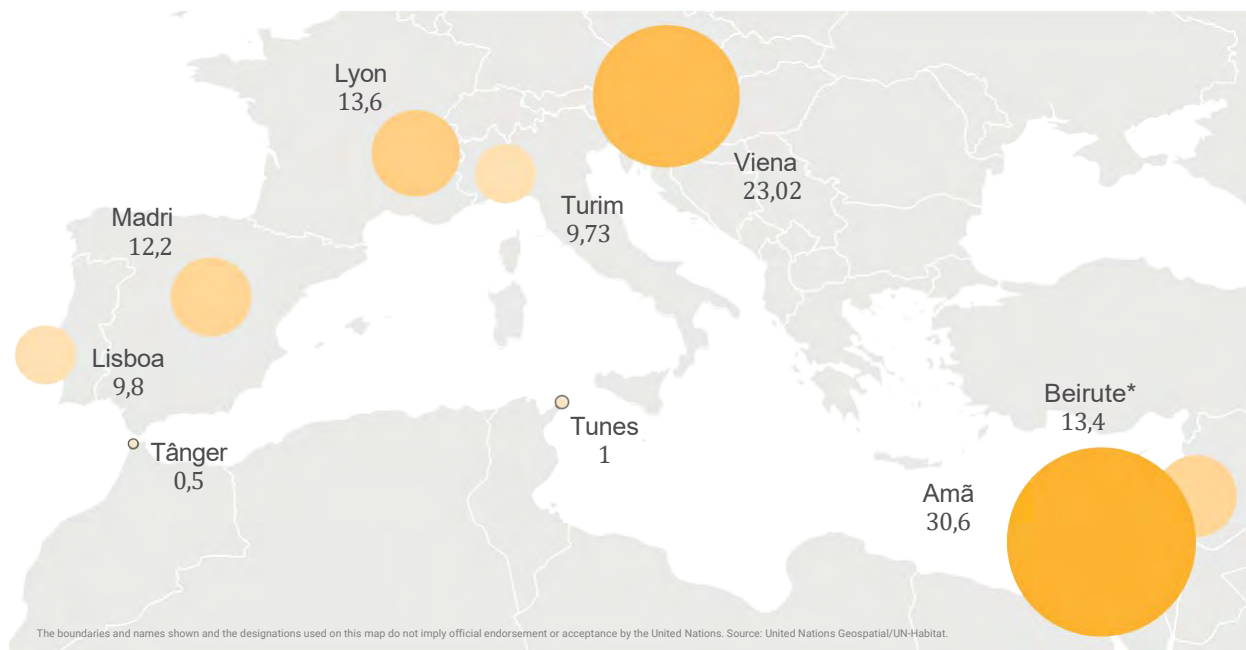 Lyon
13,6
Viena
23,02
Turim
9,73
Madri
12,2
Lisboa
9,8
Tânger
0,5
Tunes
1
Beirute*
13,4
Amã
30,6
The boundaries and names shown and the designations used on this map do not imply official endorsement or acceptance by the United Nations. Source: United Nations Geospatial/UN-Habitat.